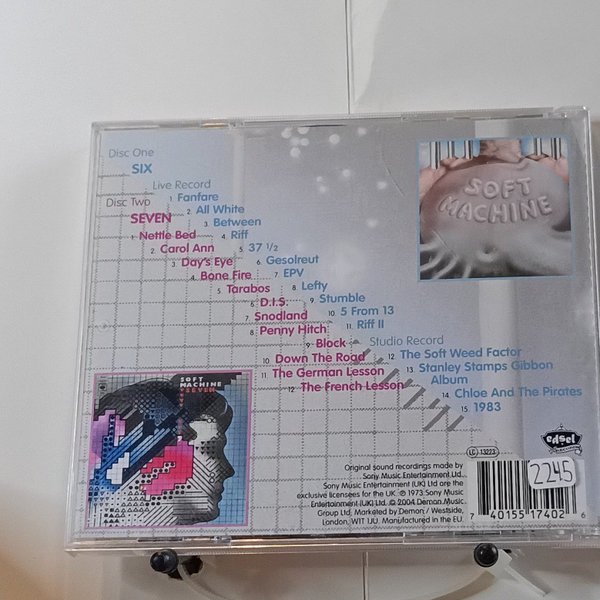 Disc One
SIX
Live Record
1. Fanfare
2. All White
3. Between
4. Riff
5. 37 1/2
6. Gesolreut
7. EPV
8. Lefty
9. Stumble
10. 5 From 13
11. Riff II
Studio Record
12. The Soft Weed Factor
13. Stanley Stamps Gibbon
Album
14. Chloe And The Pirates
15. 1983
Disc Two
SEVEN
1. Nettle Bed
2. Carol Ann
3. Day's Eye
4. Bone Fire
5. Tarabos
6. D.I.S.
7. Snodland
8. Penny Hitch
9. Block
10. Down The Road
11. The German Lesson
12. The French Lesson
SOFT
MACHINE
SOFT
MACHINE
SEVEN
edsel
LC 13223
Original sound recordings made by
Sony Music Entertainment Ltd.
Sony Music Entertainment (UK) Ltd are the
exclusive licensees for the UK. ℗ 1973 Sony Music
Entertainment (UK) Ltd. © 2004 Demon Music
Group Ltd. Marketed by Demon / Westside,
London, W1T 1JU. Manufactured in the EU.
2245
7 40155 17402 6